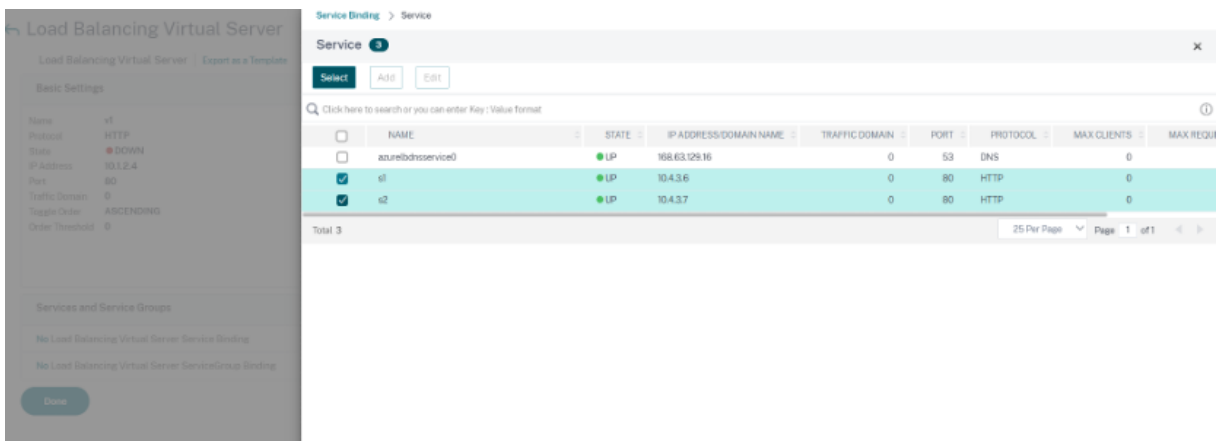 Load Balancing Virtual Server
Load Balancing Virtual Server | Export as a Template
Basic Settings
Name v1
Protocol HTTP
State DOWN
IP Address 10.1.2.4
Port 80
Traffic Domain 0
Toggle Order ASCENDING
Order Threshold 0
Services and Service Groups
No Load Balancing Virtual Server Service Binding
No Load Balancing Virtual Server ServiceGroup Binding
Done
Service Binding > Service
Service 3
Select Add Edit
Click here to search or you can enter Key : Value format
NAME STATE IP ADDRESS/DOMAIN NAME TRAFFIC DOMAIN PORT PROTOCOL MAX CLIENTS MAX REQU
azurelbdnsservice0 UP 168.63.129.16 0 53 DNS 0
s1 UP 10.4.3.6 0 80 HTTP 0
s2 UP 10.4.3.7 0 80 HTTP 0
Total 3
25 Per Page Page 1 of 1